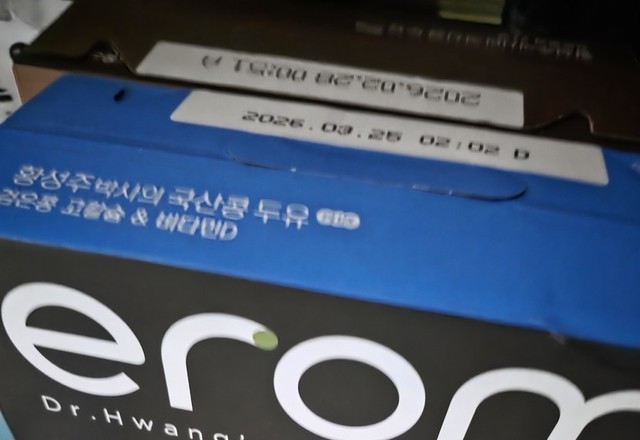 2026.02.28 00:51 A
2026.03.25 02:02 D
황성주박사의 국산콩 두유
검은콩 고칼슘 & 비타민D
erom
Dr.Hwang'